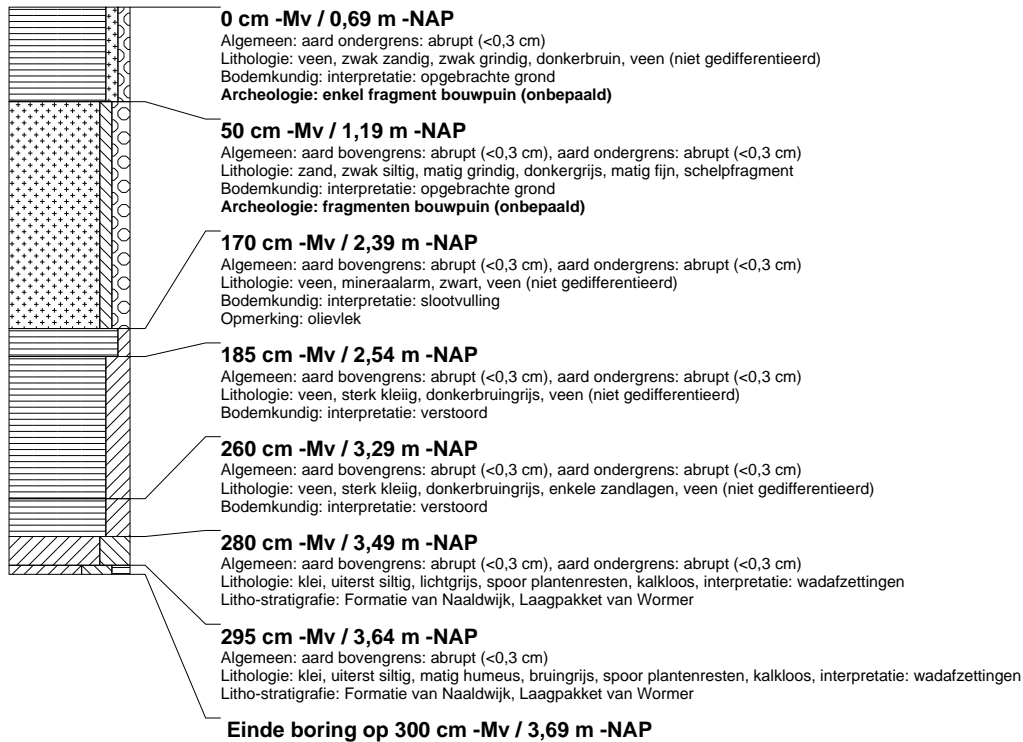 0 cm -Mv / 0,69 m -NAP
Algemeen: aard ondergrens: abrupt (<0,3 cm)
Lithologie: veen, zwak zandig, zwak grindig, donkerbruin, veen (niet gedifferentieerd)
Bodemkundig: interpretatie: opgebrachte grond
Archeologie: enkel fragment bouwpuin (onbepaald)
50 cm -Mv / 1,19 m -NAP
Algemeen: aard bovengrens: abrupt (<0,3 cm), aard ondergrens: abrupt (<0,3 cm)
Lithologie: zand, zwak siltig, matig grindig, donkergrijs, matig fijn, schelpfragment
Bodemkundig: interpretatie: opgebrachte grond
Archeologie: fragmenten bouwpuin (onbepaald)
170 cm -Mv / 2,39 m -NAP
Algemeen: aard bovengrens: abrupt (<0,3 cm), aard ondergrens: abrupt (<0,3 cm)
Lithologie: veen, mineraalarm, zwart, veen (niet gedifferentieerd)
Bodemkundig: interpretatie: slootvulling
Opmerking: olievlek
185 cm -Mv / 2,54 m -NAP
Algemeen: aard bovengrens: abrupt (<0,3 cm), aard ondergrens: abrupt (<0,3 cm)
Lithologie: veen, sterk kleiig, donkerbruingrijs, veen (niet gedifferentieerd)
Bodemkundig: interpretatie: verstoord
260 cm -Mv / 3,29 m -NAP
Algemeen: aard bovengrens: abrupt (<0,3 cm), aard ondergrens: abrupt (<0,3 cm)
Lithologie: veen, sterk kleiig, donkerbruingrijs, enkele zandlagen, veen (niet gedifferentieerd)
Bodemkundig: interpretatie: verstoord
280 cm -Mv / 3,49 m -NAP
Algemeen: aard bovengrens: abrupt (<0,3 cm), aard ondergrens: abrupt (<0,3 cm)
Lithologie: klei, uiterst siltig, lichtgrijs, spoor plantenresten, kalkloos, interpretatie: wadafzettingen
Litho-stratigrafie: Formatie van Naaldwijk, Laagpakket van Wormer
295 cm -Mv / 3,64 m -NAP
Algemeen: aard bovengrens: abrupt (<0,3 cm)
Lithologie: klei, uiterst siltig, matig humeus, bruingrijs, spoor plantenresten, kalkloos, interpretatie: wadafzettingen
Litho-stratigrafie: Formatie van Naaldwijk, Laagpakket van Wormer
Einde boring op 300 cm -Mv / 3,69 m -NAP